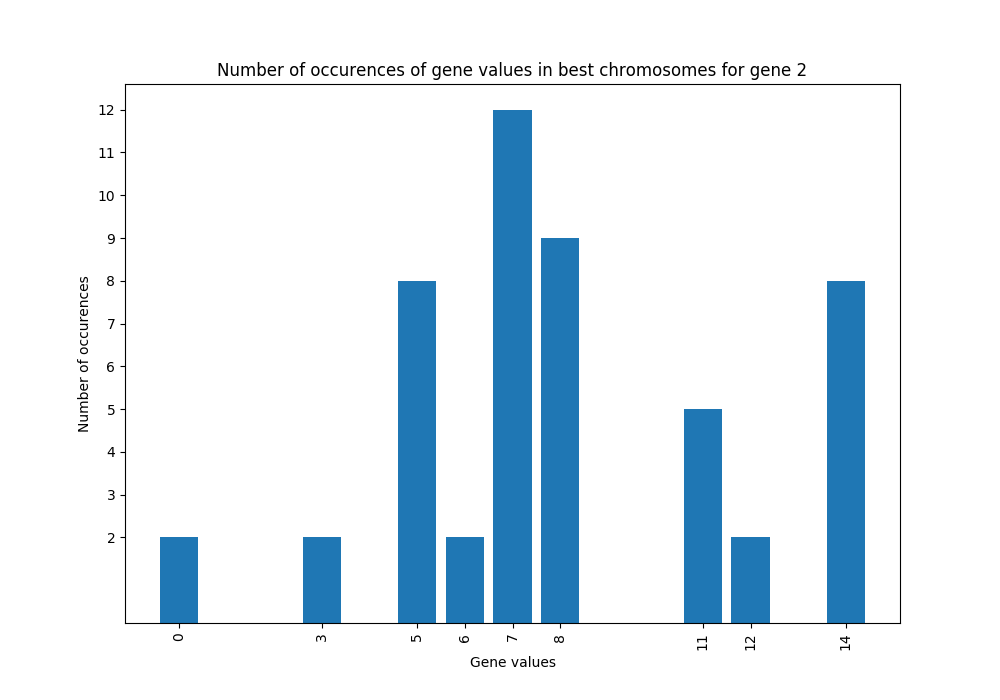 Number of occurences of gene values in best chromosomes for gene 2
12
11
10
9
8
7
6
5
4
3
2
Number of occurences
0 3 5 6 7 8 11 12 14
Gene values